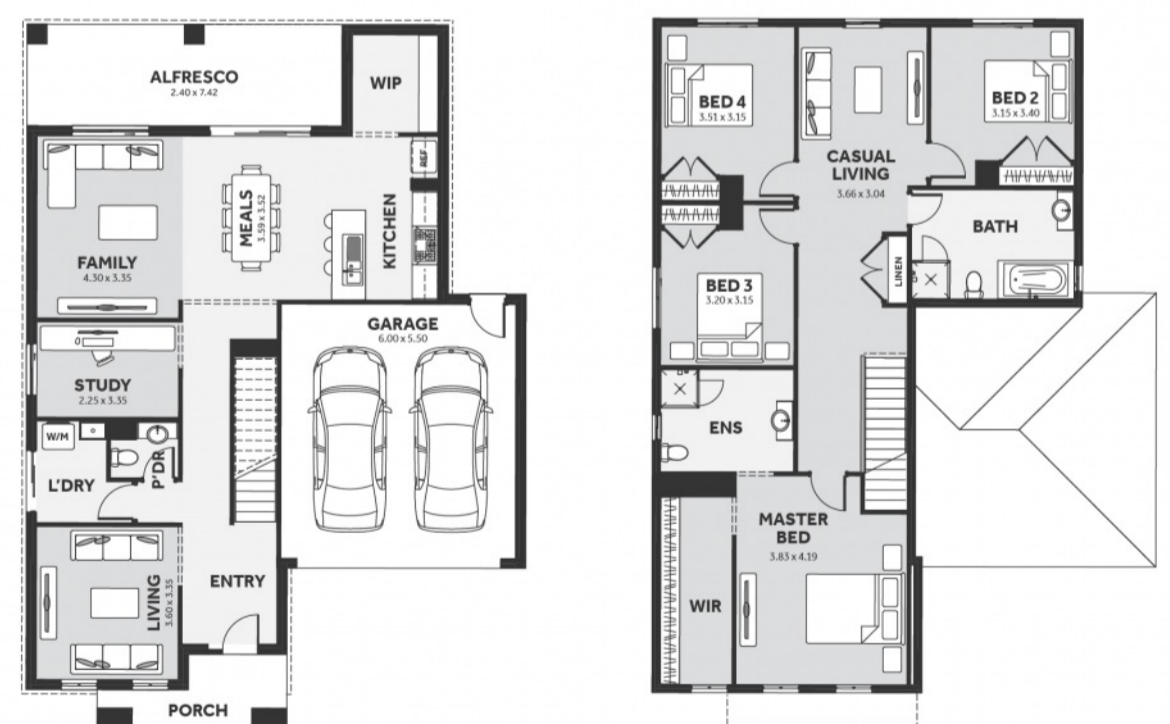 ALFRESCO
2.40 x 7.42
WIP
REF
MEALS
3.59 x 3.52
KITCHEN
FAMILY
4.30 x 3.35
GARAGE
6.00 x 5.50
STUDY
2.25 x 3.35
W/M
L'DRY
P'DR
LIVING
3.60 x 3.35
ENTRY
PORCH
BED 4
3.51 x 3.15
BED 2
3.15 x 3.40
CASUAL
LIVING
3.66 x 3.04
BATH
LINEN
BED 3
3.20 x 3.15
ENS
MASTER
BED
3.83 x 4.19
WIR